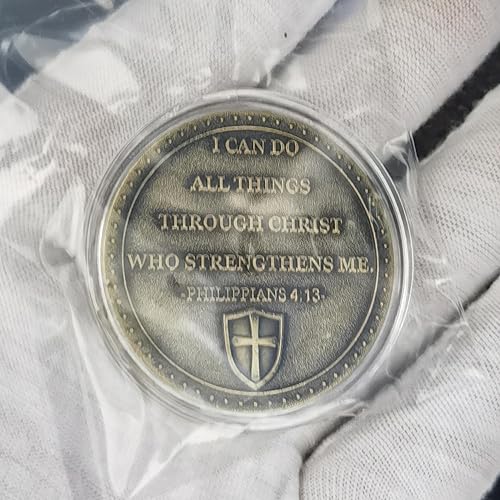 I CAN DO
ALL THINGS
THROUGH CHRIST
WHO STRENGTHENS ME.
-PHILIPPIANS 4:13-